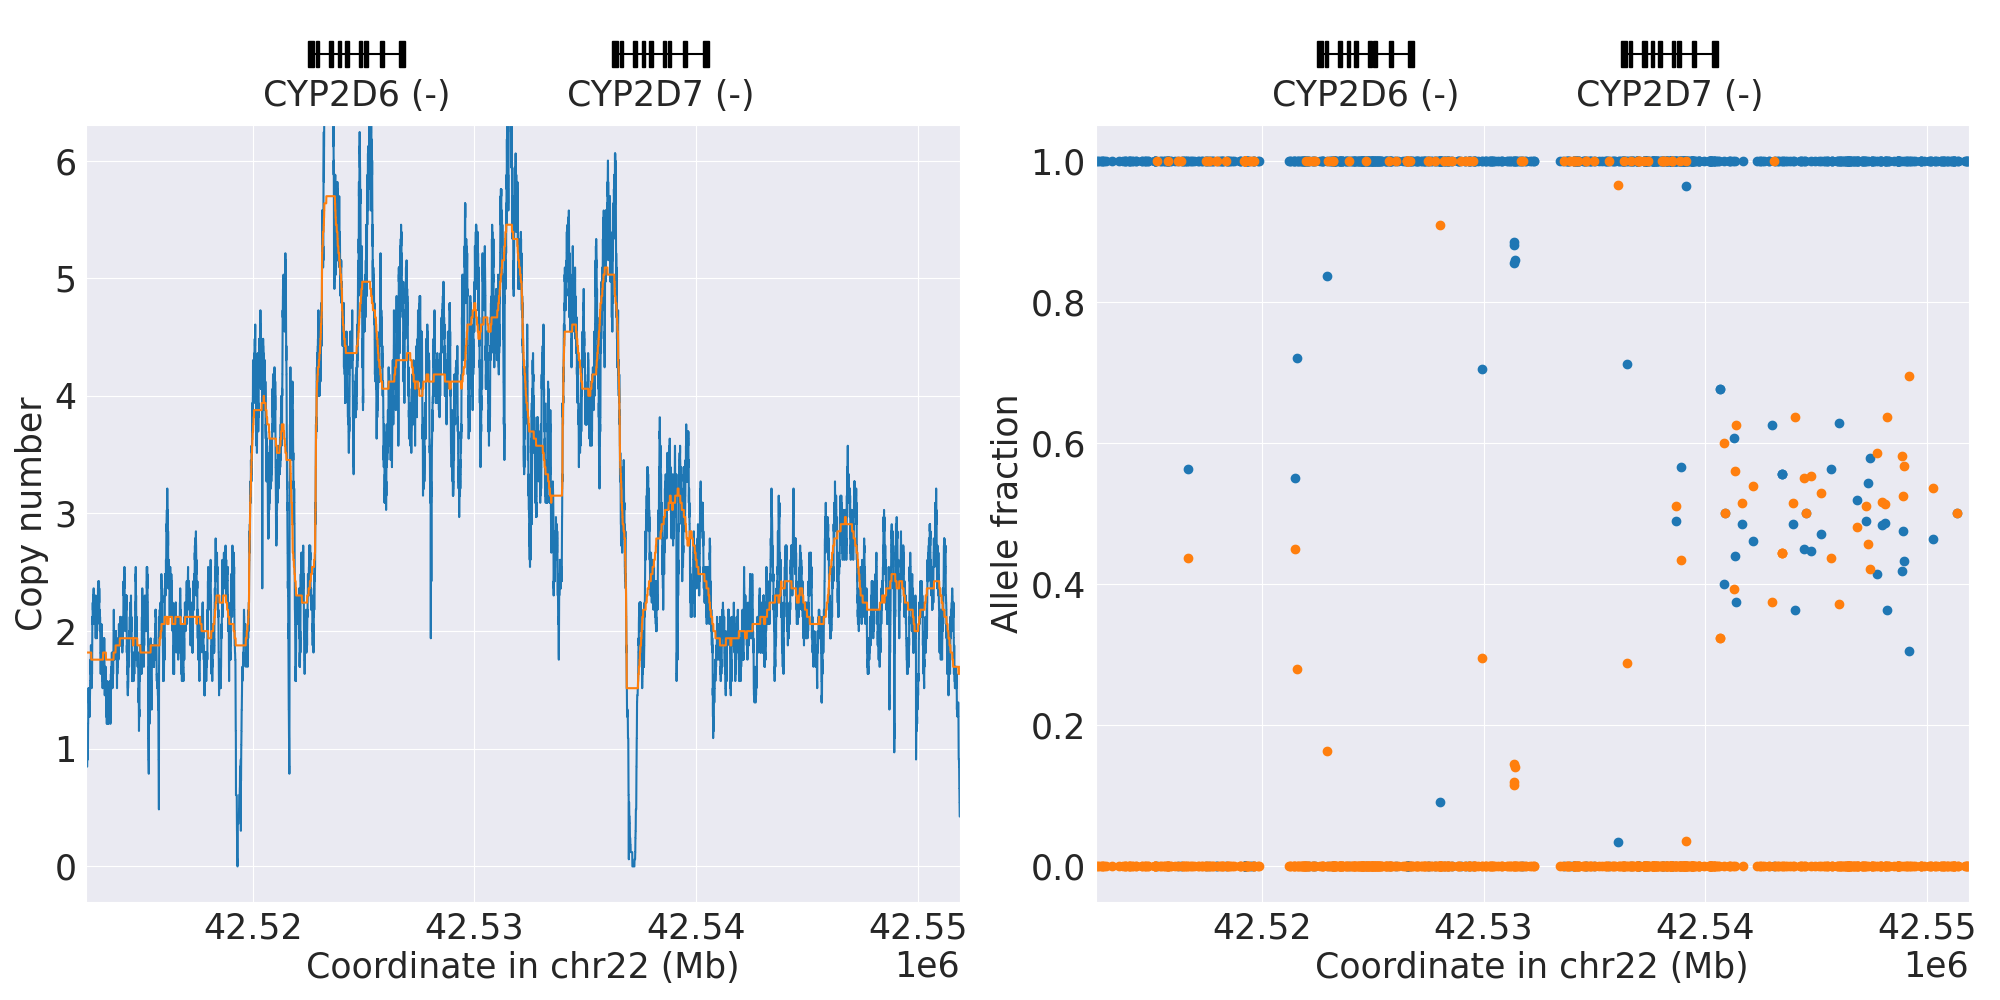 CYP2D6 (-) CYP2D7 (-)
6
5
4
3
2
1
0
Copy number
42.52 42.53 42.54 42.55
Coordinate in chr22 (Mb) 1e6
CYP2D6 (-) CYP2D7 (-)
1.0
0.8
0.6
0.4
0.2
0.0
Allele fraction
42.52 42.53 42.54 42.55
Coordinate in chr22 (Mb) 1e6